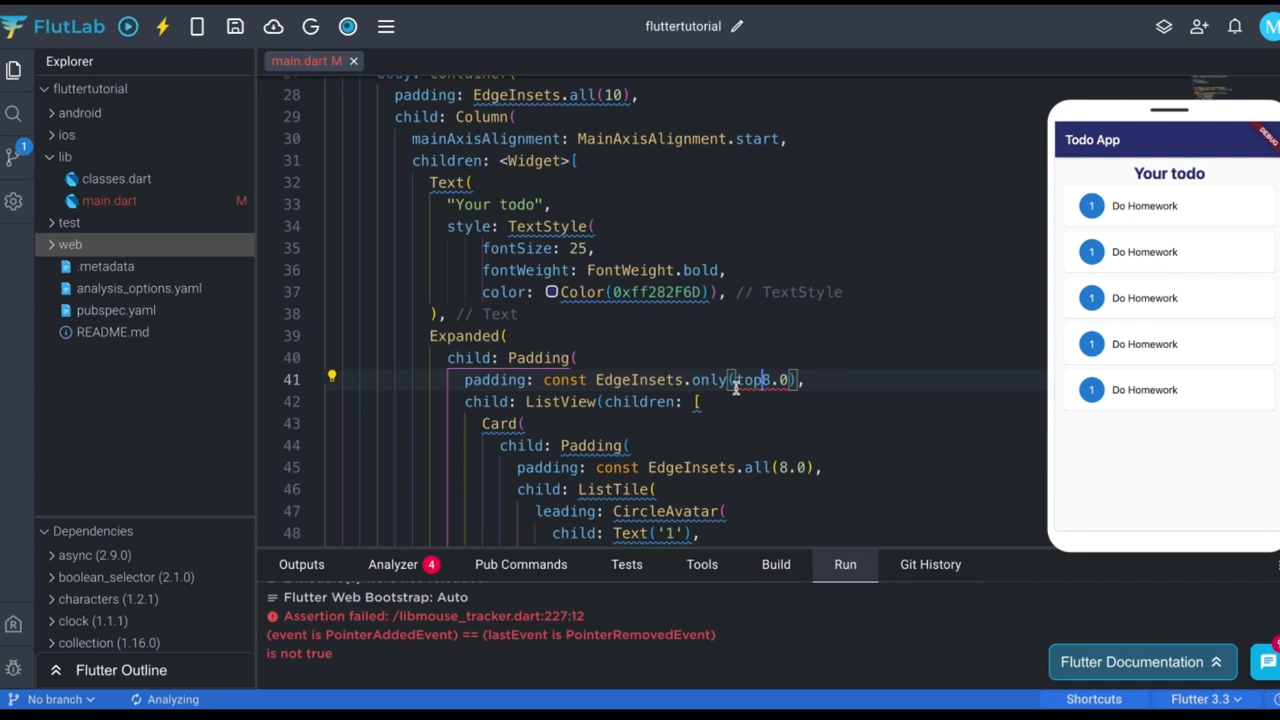 FlutLab
fluttertutorial
Explorer
main.dart M
fluttertutorial
android
ios
lib
classes.dart
main.dart M
test
web
.metadata
analysis_options.yaml
pubspec.yaml
README.md
Dependencies
async (2.9.0)
boolean_selector (2.1.0)
characters (1.2.1)
clock (1.1.1)
collection (1.16.0)
Flutter Outline
1
27 body: Container(
28 padding: EdgeInsets.all(10),
29 child: Column(
30 mainAxisAlignment: MainAxisAlignment.start,
31 children: <Widget>[
32 Text(
33 "Your todo",
34 style: TextStyle(
35 fontSize: 25,
36 fontWeight: FontWeight.bold,
37 color: Color(0xff282F6D)), // TextStyle
38 ), // Text
39 Expanded(
40 child: Padding(
41 padding: const EdgeInsets.only(top8.0),
42 child: ListView(children: [
43 Card(
44 child: Padding(
45 padding: const EdgeInsets.all(8.0),
46 child: ListTile(
47 leading: CircleAvatar(
48 child: Text('1'),
Todo App
DEBUG
Your todo
1 Do Homework
1 Do Homework
1 Do Homework
1 Do Homework
1 Do Homework
Outputs Analyzer 4 Pub Commands Tests Tools Build Run Git History
Flutter Web Bootstrap: Auto
Assertion failed: /libmouse_tracker.dart:227:12
(event is PointerAddedEvent) == (lastEvent is PointerRemovedEvent)
is not true
Flutter Documentation
No branch Analyzing Shortcuts Flutter 3.3
M